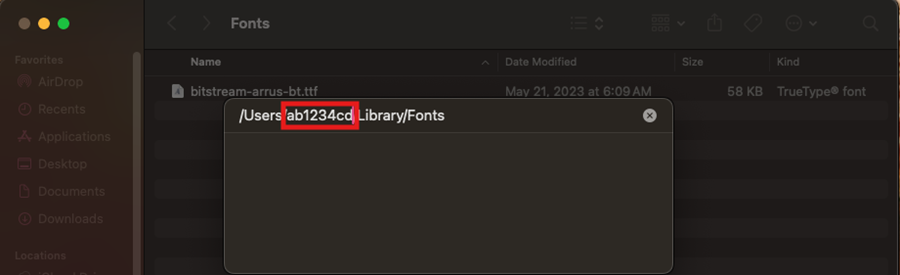 Fonts
Favorites
AirDrop
Recents
Applications
Desktop
Documents
Downloads
Locations
Name Date Modified Size Kind
bitstream-arrus-bt.ttf May 21, 2023 at 6:09 AM 58 KB TrueType® font
/Users/ab1234cd/Library/Fonts